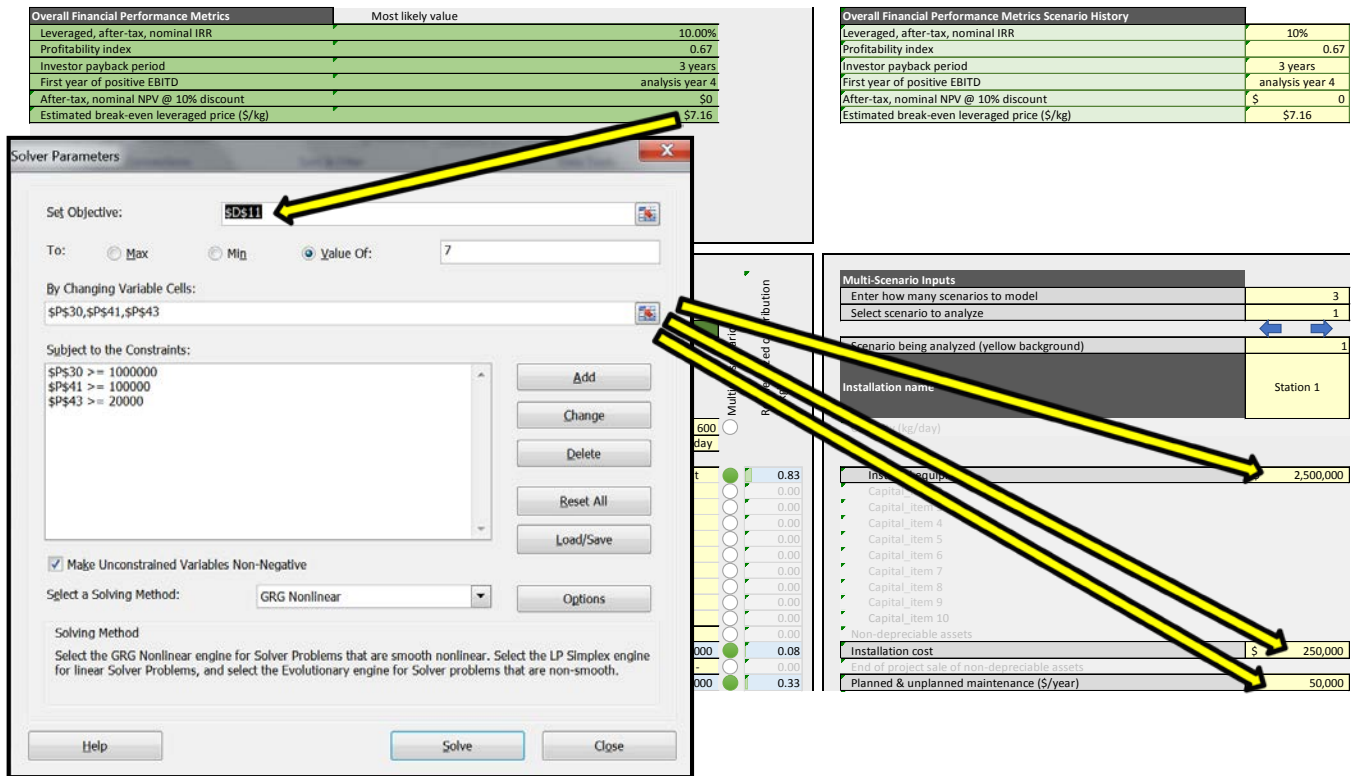 Overall Financial Performance Metrics Most likely value
Leveraged, after-tax, nominal IRR 10.00%
Profitability index 0.67
Investor payback period 3 years
First year of positive EBITD analysis year 4
After-tax, nominal NPV @ 10% discount $0
Estimated break-even leveraged price ($/kg) $7.16
Overall Financial Performance Metrics Scenario History
Leveraged, after-tax, nominal IRR 10%
Profitability index 0.67
Investor payback period 3 years
First year of positive EBITD analysis year 4
After-tax, nominal NPV @ 10% discount $ 0
Estimated break-even leveraged price ($/kg) $7.16
Solver Parameters
X
Set Objective: $D$11
To: Max Min Value Of: 7
By Changing Variable Cells:
$P$30,$P$41,$P$43
Subject to the Constraints:
$P$30 >= 1000000
$P$41 >= 100000
$P$43 >= 20000
Add
Change
Delete
Reset All
Load/Save
Make Unconstrained Variables Non-Negative
Select a Solving Method: GRG Nonlinear Options
Solving Method
Select the GRG Nonlinear engine for Solver Problems that are smooth nonlinear. Select the LP Simplex engine
for linear Solver Problems, and select the Evolutionary engine for Solver problems that are non-smooth.
Help Solve Close
600
day
t 0.83
0.00
0.00
0.00
0.00
0.00
0.00
0.00
0.00
0.00
0.00
000 0.08
- 0.00
000 0.33
Multi-Scenario Inputs
Enter how many scenarios to model 3
Select scenario to analyze 1
Scenario being analyzed (yellow background) 1
Installation name Station 1
(kg/day)
2,500,000
Capital_item 4
Capital_item 5
Capital_item 6
Capital_item 7
Capital_item 8
Capital_item 9
Capital_item 10
Non-depreciable assets
Installation cost $ 250,000
End of project sale of non-depreciable assets
Planned & unplanned maintenance ($/year) 50,000